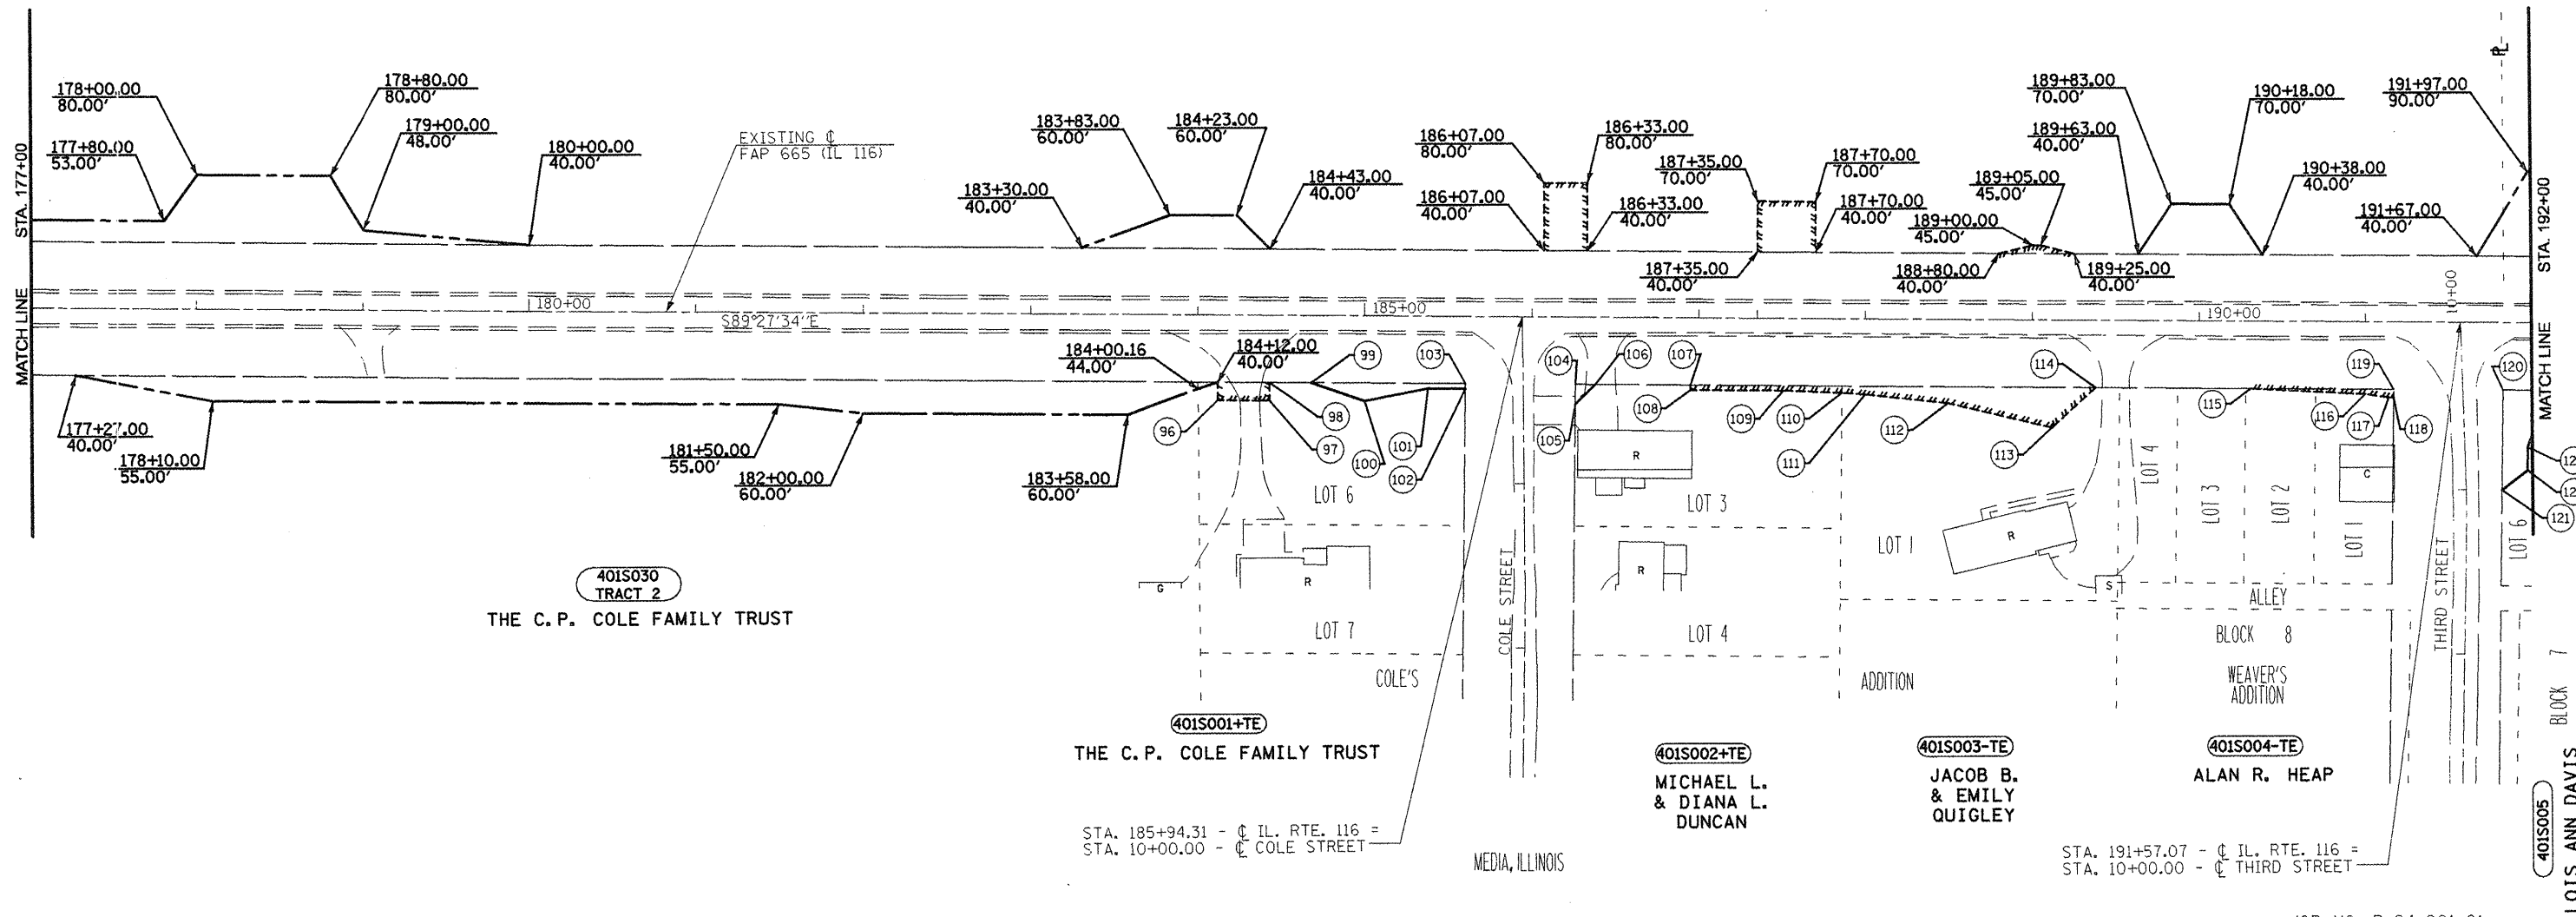 178+00.00
80.00'
178+80.00
80.00'
177+80.00
53.00'
179+00.00
48.00'
180+00.00
40.00'
EXISTING ℄
FAP 665 (IL 116)
183+83.00
60.00'
184+23.00
60.00'
183+30.00
40.00'
184+43.00
40.00'
186+07.00
80.00'
186+33.00
80.00'
186+07.00
40.00'
186+33.00
40.00'
187+35.00
70.00'
187+70.00
70.00'
187+35.00
40.00'
187+70.00
40.00'
189+05.00
45.00'
189+00.00
45.00'
188+80.00
40.00'
189+25.00
40.00'
189+83.00
70.00'
189+63.00
40.00'
190+18.00
70.00'
190+38.00
40.00'
191+97.00
90.00'
191+67.00
40.00'
℄
STA. 177+00
MATCH LINE
STA. 192+00
MATCH LINE
180+00
S89°27'34"E
185+00
190+00
10+00
177+27.00
40.00'
178+10.00
55.00'
181+50.00
55.00'
182+00.00
60.00'
183+58.00
60.00'
184+00.16
44.00'
184+12.00
40.00'
96
97
98
99
100
101
102
103
104
105
106
107
108
109
110
111
112
113
114
115
116
117
118
119
120
121
LOT 6
R
G
LOT 7
COLE'S
COLE STREET
R
LOT 3
R
LOT 4
LOT 1
R
S
ADDITION
LOT 4
LOT 3
LOT 2
LOT 1
G
ALLEY
BLOCK 8
WEAVER'S
ADDITION
THIRD STREET
LOT 6
BLOCK 7
401S030
TRACT 2
THE C.P. COLE FAMILY TRUST
401S001+TE
THE C.P. COLE FAMILY TRUST
401S002+TE
MICHAEL L.
& DIANA L.
DUNCAN
401S003-TE
JACOB B.
& EMILY
QUIGLEY
401S004-TE
ALAN R. HEAP
401S005
LOIS ANN DAVIS
STA. 185+94.31 - ℄ IL. RTE. 116 =
STA. 10+00.00 - ℄ COLE STREET
MEDIA, ILLINOIS
STA. 191+57.07 - ℄ IL. RTE. 116 =
STA. 10+00.00 - ℄ THIRD STREET